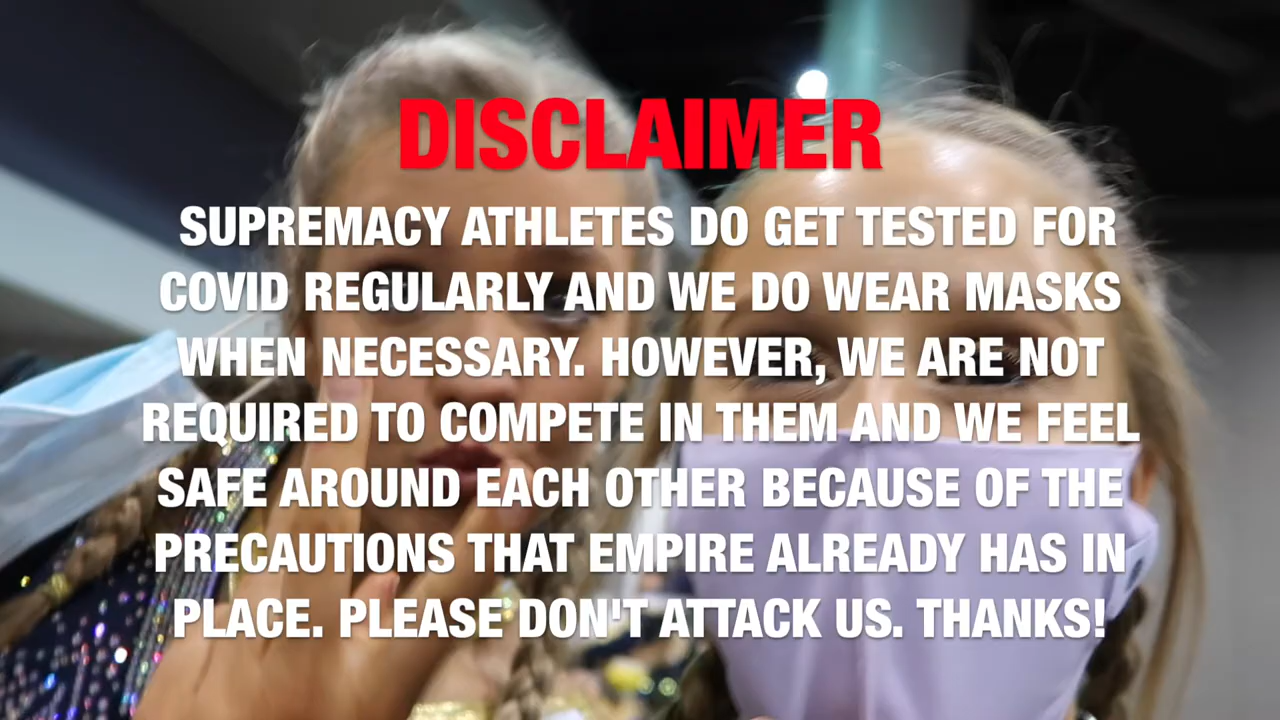 DISCLAIMER
SUPREMACY ATHLETES DO GET TESTED FOR
COVID REGULARLY AND WE DO WEAR MASKS
WHEN NECESSARY. HOWEVER, WE ARE NOT
REQUIRED TO COMPETE IN THEM AND WE FEEL
SAFE AROUND EACH OTHER BECAUSE OF THE
PRECAUTIONS THAT EMPIRE ALREADY HAS IN
PLACE. PLEASE DON'T ATTACK US. THANKS!